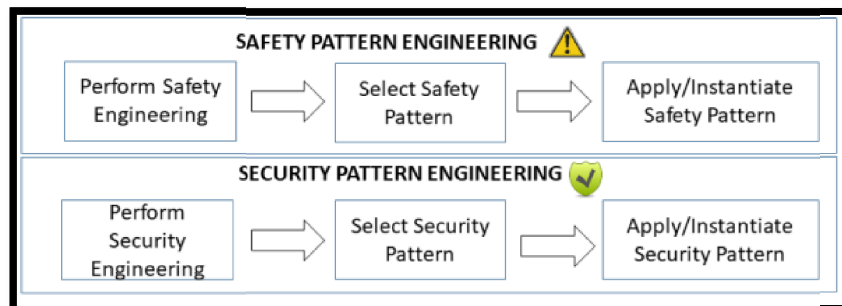 SAFETY PATTERN ENGINEERING
Perform Safety
Engineering
Select Safety
Pattern
Apply/Instantiate
Safety Pattern
SECURITY PATTERN ENGINEERING
Perform
Security
Engineering
Select Security
Pattern
Apply/Instantiate
Security Pattern